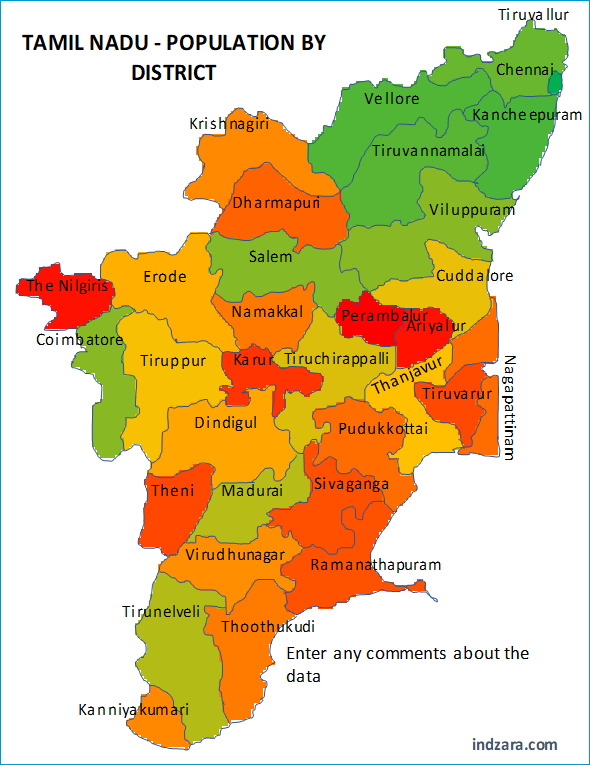 Tiruvallur
TAMIL NADU - POPULATION BY
DISTRICT
Chennai
Vellore
Kancheepuram
Krishnagiri
Tiruvannamalai
Dharmapuri
Viluppuram
Salem
Cuddalore
Erode
The Nilgiris
Namakkal
Perambalur
Ariyalur
Coimbatore
Tiruppur
Karur
Tiruchirappalli
Thanjavur
Nagapattinam
Tiruvarur
Dindigul
Pudukkottai
Theni
Madurai
Sivaganga
Virudhunagar
Ramanathapuram
Tirunelveli
Thoothukudi
Enter any comments about the
data
Kanniyakumari
indzara.com